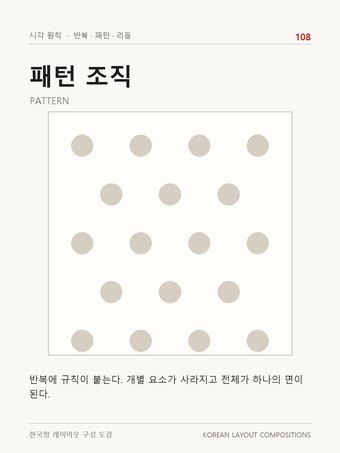 시각 원칙 · 반복·패턴·리듬
108
패턴 조직
PATTERN
반복에 규칙이 붙는다. 개별 요소가 사라지고 전체가 하나의 면이
된다.
한국형 레이아웃 구성 도감
KOREAN LAYOUT COMPOSITIONS